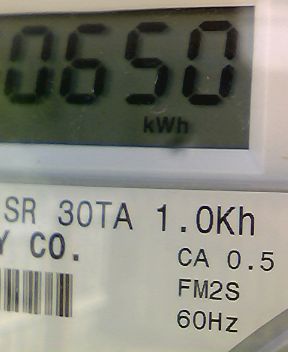 0650
kWh
SR 30TA 1.0Kh
Y CO.
CA 0.5
FM2S
60Hz